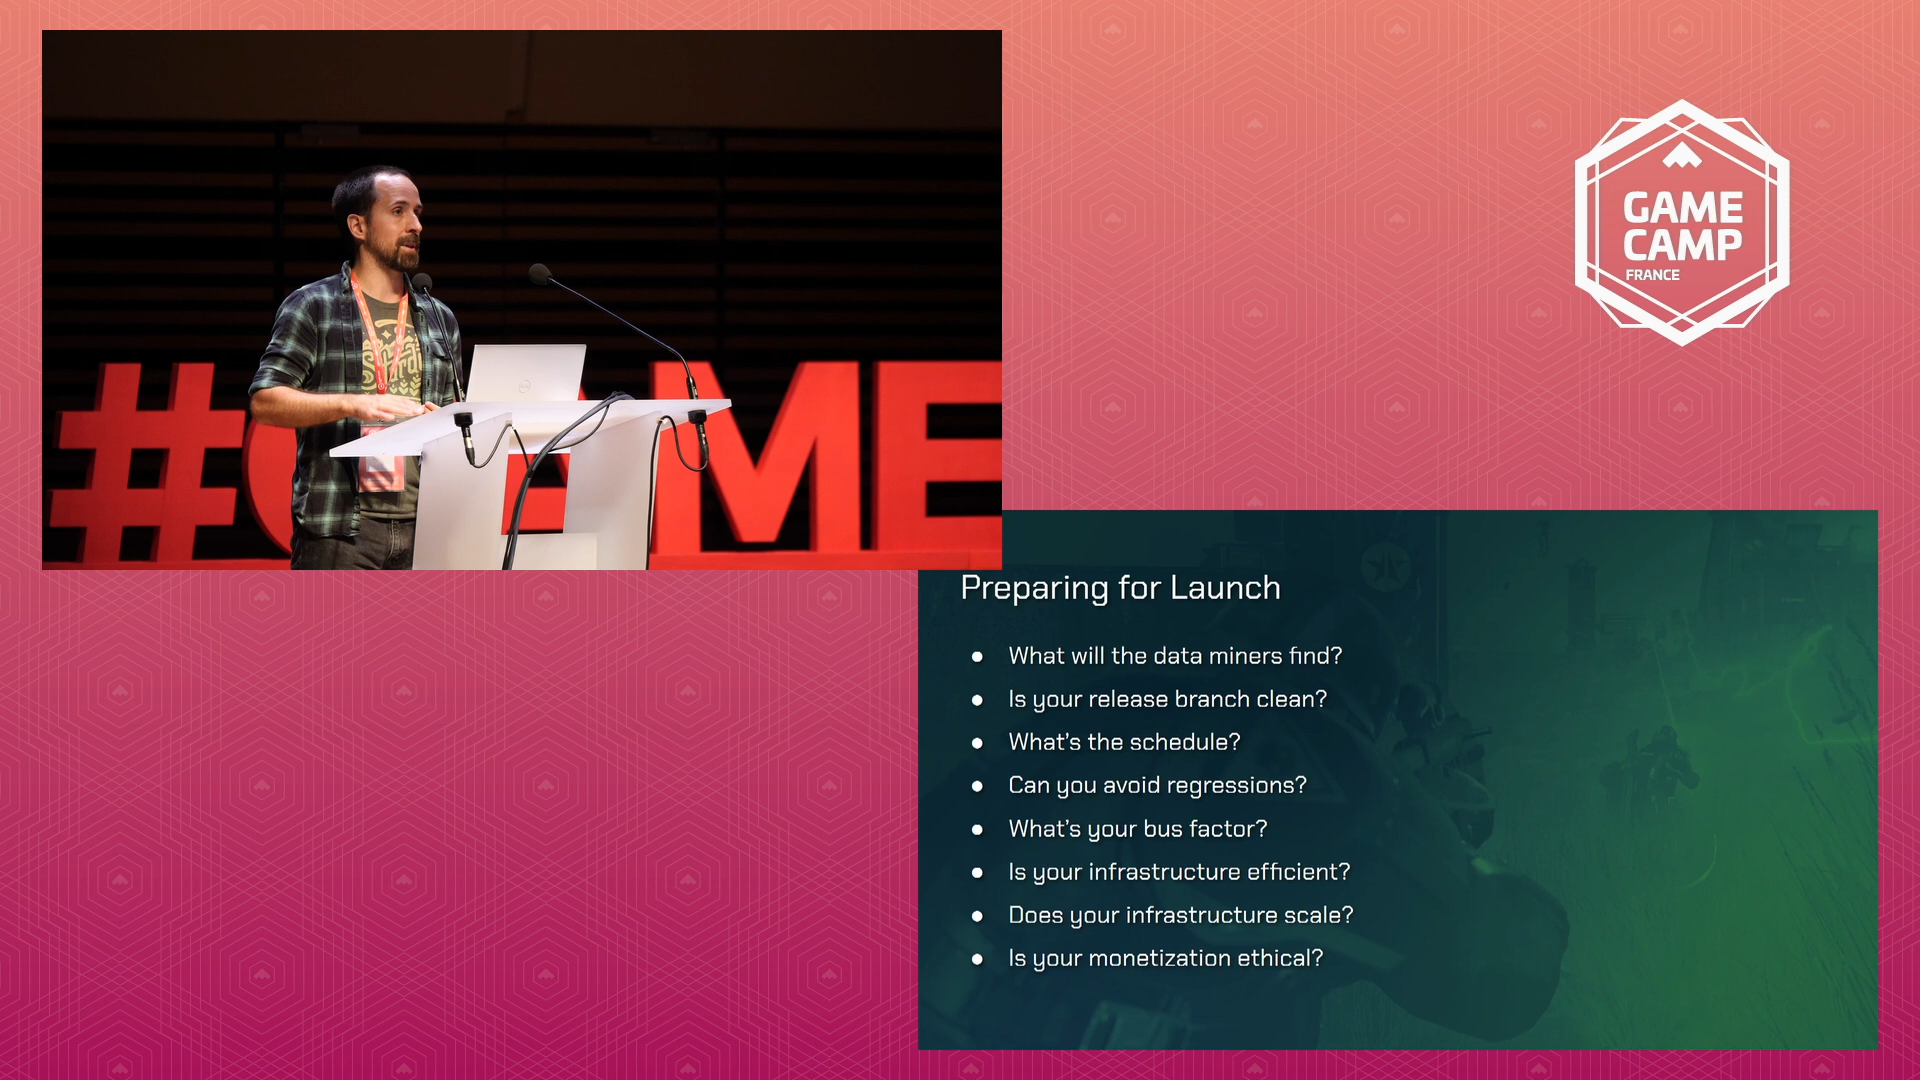 #GAME
GAME
CAMP
FRANCE
Preparing for Launch
● What will the data miners find?
● Is your release branch clean?
● What's the schedule?
● Can you avoid regressions?
● What's your bus factor?
● Is your infrastructure efficient?
● Does your infrastructure scale?
● Is your monetization ethical?